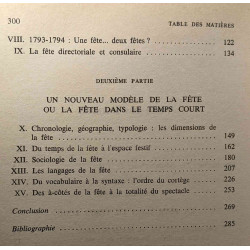 300 TABLE DES MATIÈRES
VIII. 1793-1794 : Une fête... deux fêtes ? 122
IX. La fête directoriale et consulaire 134
DEUXIÈME PARTIE
UN NOUVEAU MODÈLE DE LA FÊTE
OU LA FÊTE DANS LE TEMPS COURT
X. Chronologie, géographie, typologie : les dimensions de
la fête 149
XI. Du temps de la fête à l'espace festif 162
XII. Sociologie de la fête 180
XIII. Les langages de la fête 207
XIV. Du vocabulaire à la syntaxe : l'ordre du cortège 226
XV. Des à-côtés de la fête à la totalité du spectacle 253
Conclusion 269
Bibliographie 285